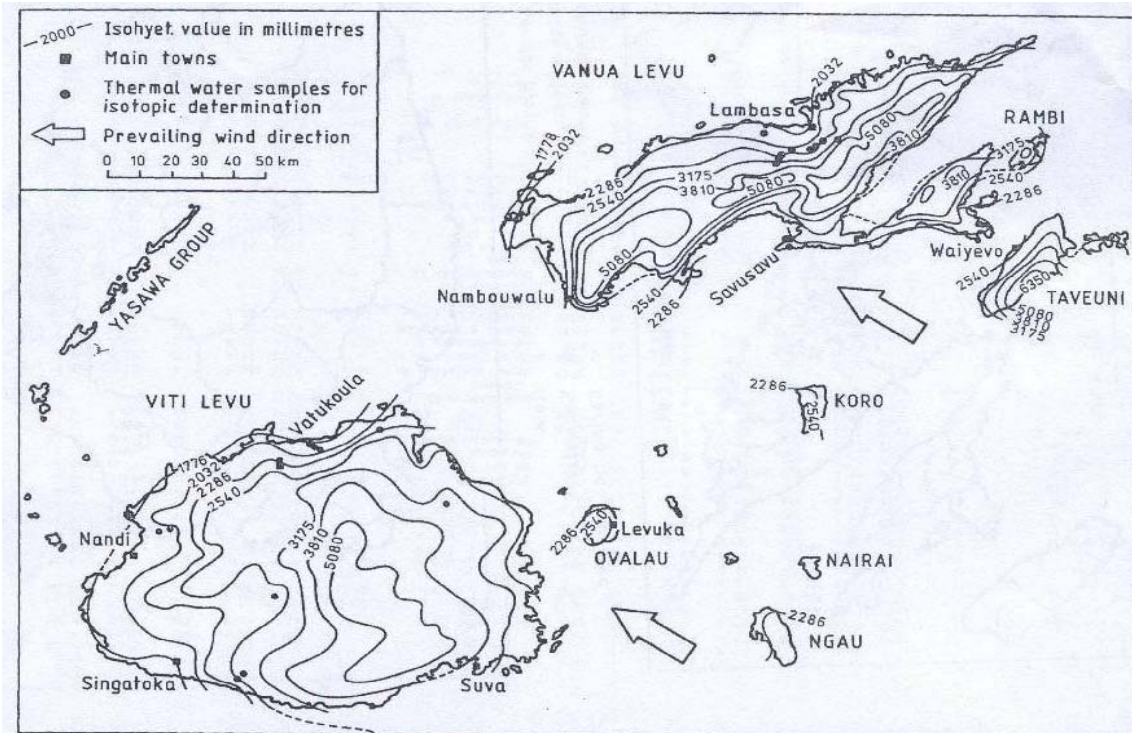 2000 Isohyet. value in millimetres
Main towns
Thermal water samples for
isotopic determination
Prevailing wind direction
0 10 20 30 40 50 km
VANUA LEVU
2032
Lambasa
5080
3810
RAMBI
3175
3810
2540
2286
1778
2032
2286
2540
3175
3810
5080
5080
Nambouwalu
2540
2286
Savusavu
Waiyevo
2540
6350
TAVEUNI
5080
3810
3175
YASAWA GROUP
2286
KORO
2540
VITI LEVU
Vatukoula
1776
2032
2286
2540
3175
3810
5080
Nandi
2286
2540
Levuka
OVALAU
NAIRAI
2286
NGAU
Singatoka
Suva